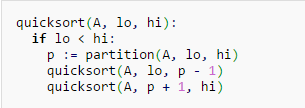 quicksort(A, lo, hi):
  if lo < hi:
    p := partition(A, lo, hi)
    quicksort(A, lo, p - 1)
    quicksort(A, p + 1, hi)